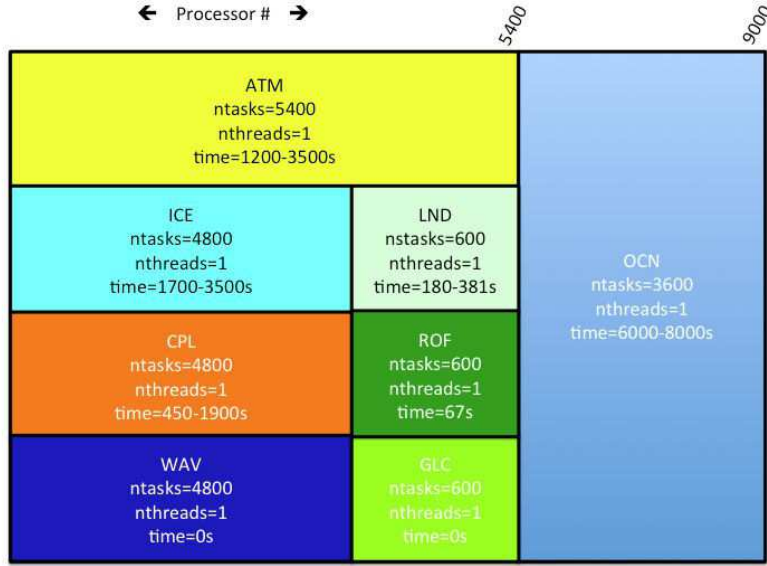 ← Processor # →
5400
9000
ATM
ntasks=5400
nthreads=1
time=1200-3500s
ICE
ntasks=4800
nthreads=1
time=1700-3500s
LND
nstasks=600
nthreads=1
time=180-381s
OCN
ntasks=3600
nthreads=1
time=6000-8000s
CPL
ntasks=4800
nthreads=1
time=450-1900s
ROF
ntasks=600
nthreads=1
time=67s
WAV
ntasks=4800
nthreads=1
time=0s
GLC
ntasks=600
nthreads=1
time=0s